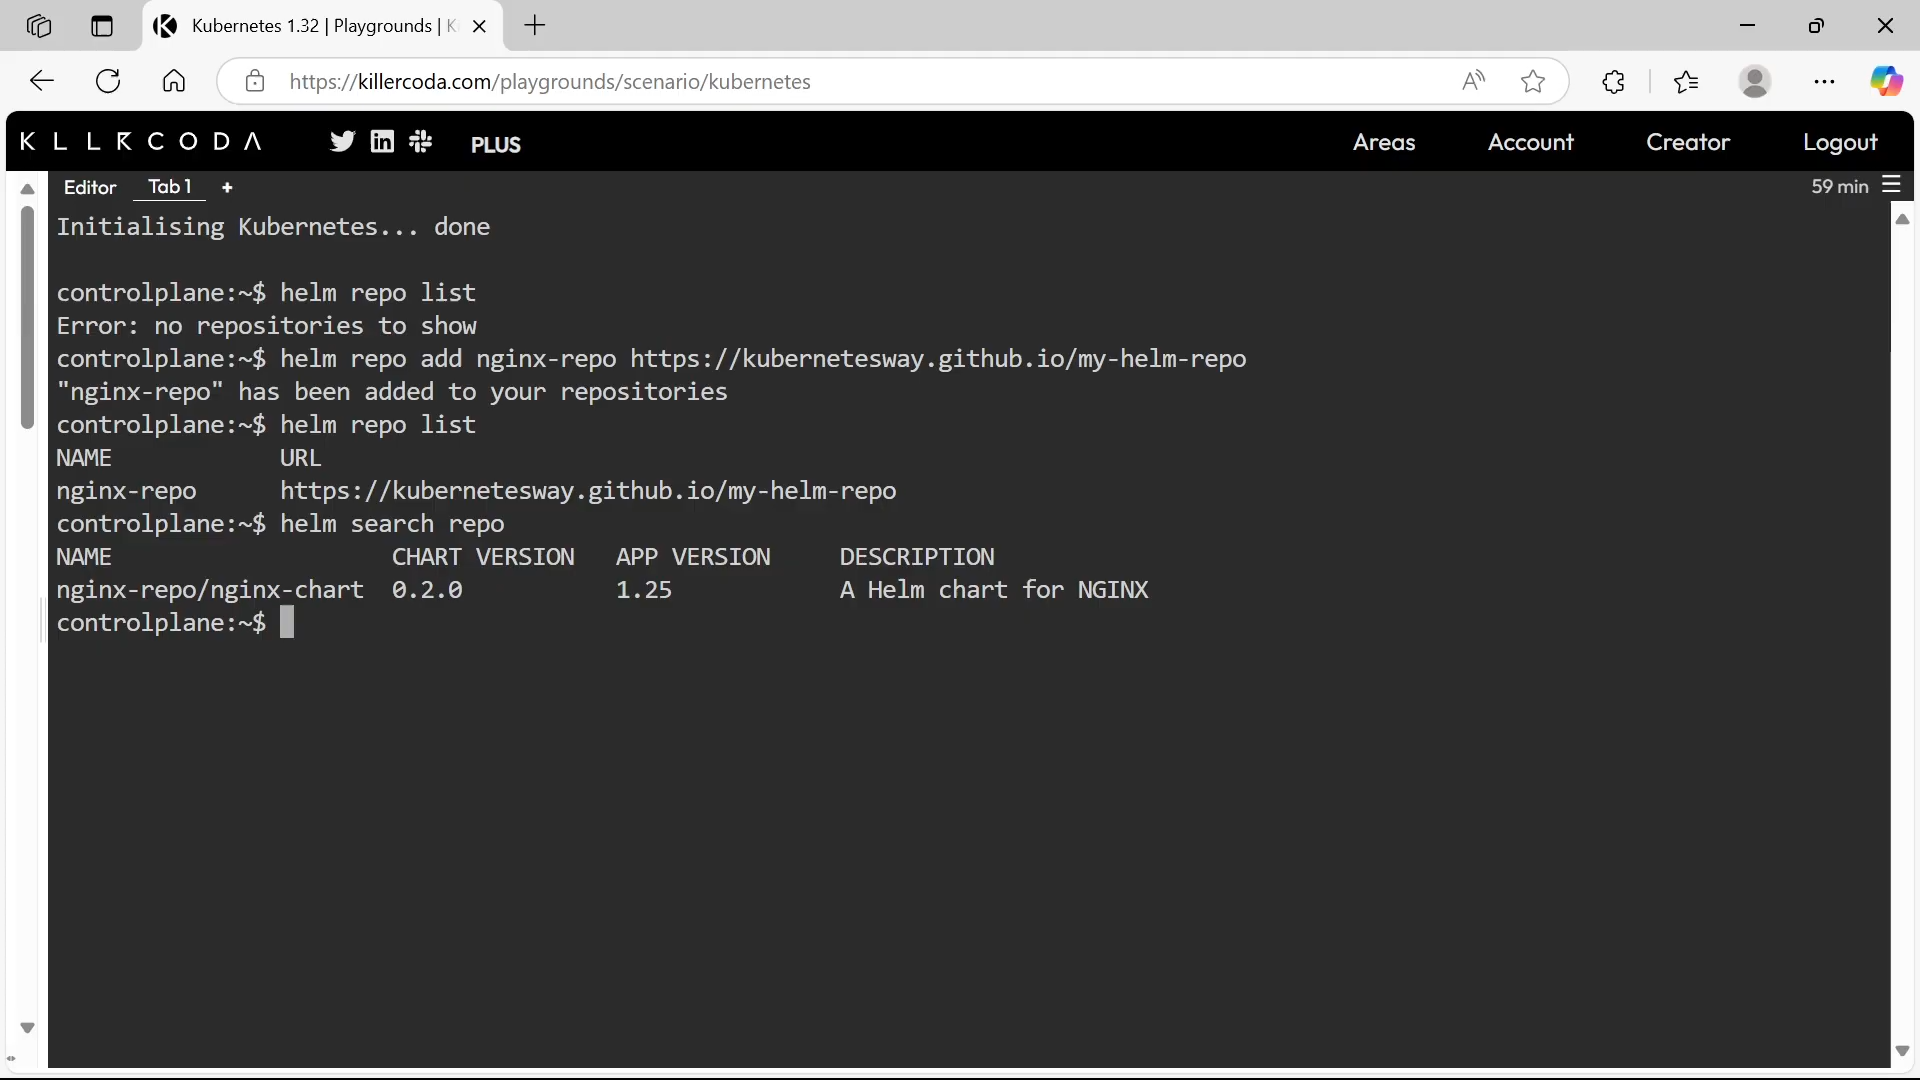 Kubernetes 1.32 | Playgrounds | K
https://killercoda.com/playgrounds/scenario/kubernetes
KLLRCODA PLUS Areas Account Creator Logout
Editor Tab 1 + 59 min
Initialising Kubernetes... done
controlplane:~$ helm repo list
Error: no repositories to show
controlplane:~$ helm repo add nginx-repo https://kubernetesway.github.io/my-helm-repo
"nginx-repo" has been added to your repositories
controlplane:~$ helm repo list
NAME URL
nginx-repo https://kubernetesway.github.io/my-helm-repo
controlplane:~$ helm search repo
NAME CHART VERSION APP VERSION DESCRIPTION
nginx-repo/nginx-chart 0.2.0 1.25 A Helm chart for NGINX
controlplane:~$